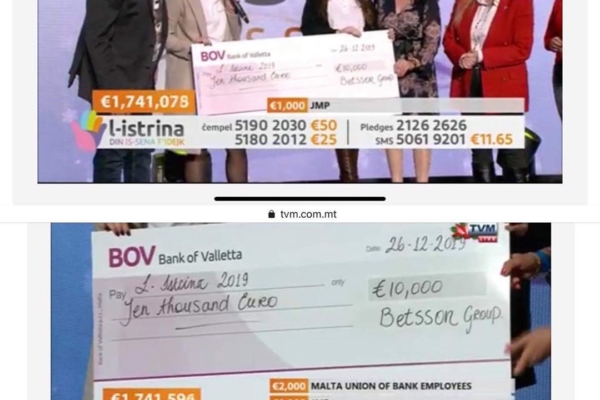 BOV Bank of Valletta
26-12-2019
L-Istrina 2019
€10,000
Ten thousand Euro
Betsson Group
€1,741,078
€1,000 JMP
l-istrina
DIN IS-SENA F'IDEJK
ċempel 5190 2030 €50
5180 2012 €25
Pledges 2126 2626
SMS 5061 9201 €11.65
tvm.com.mt
TVM
BOV Bank of Valletta
Date: 26-12-2019
Pay L-Istrina 2019 only €10,000
Ten thousand Euro
Betsson Group.
€1,741,594
€2,000 MALTA UNION OF BANK EMPLOYEES